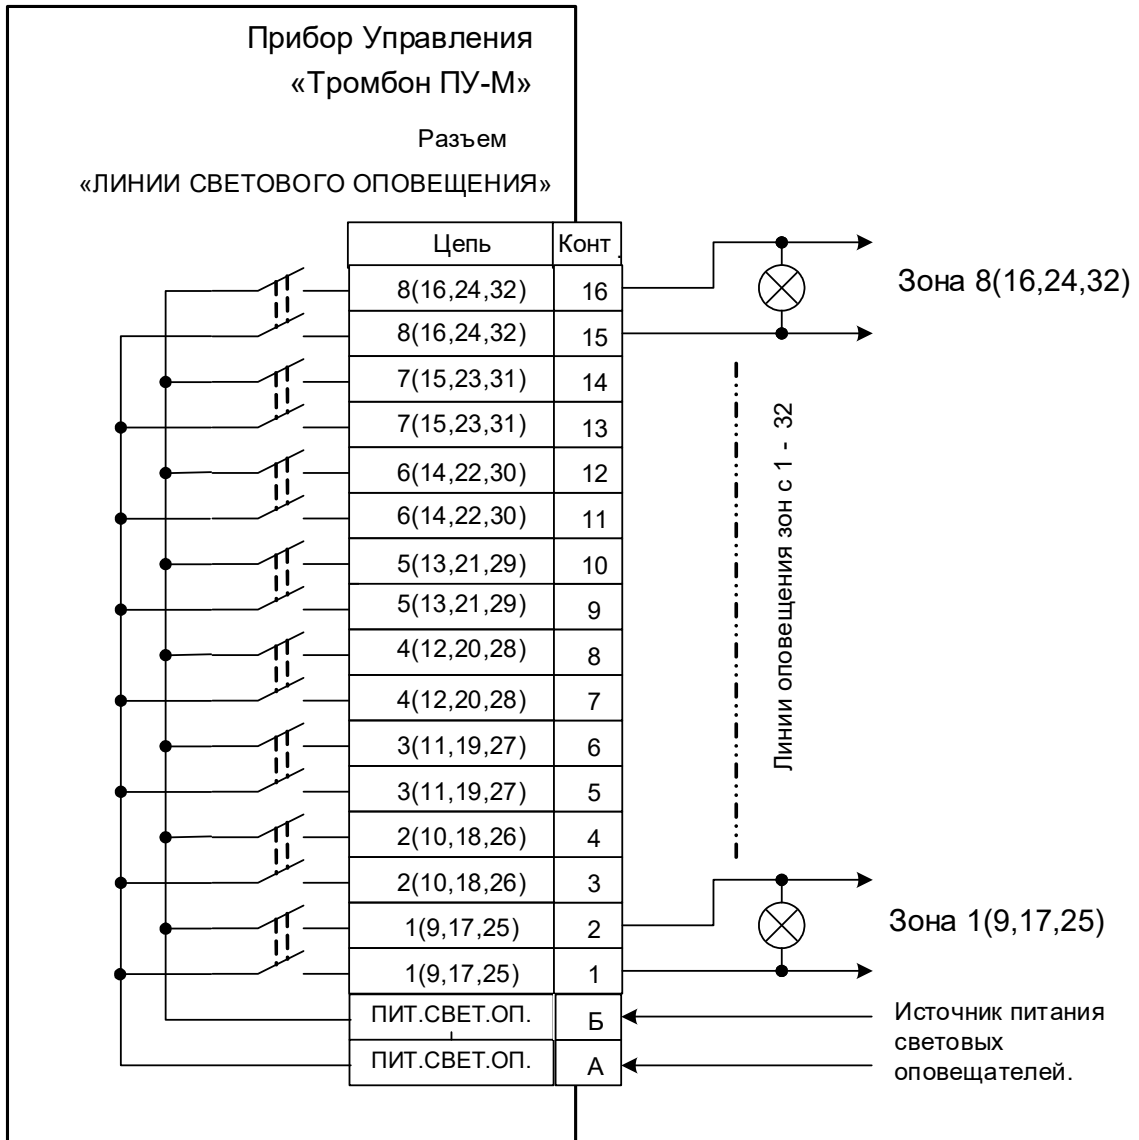 Прибор Управления
«Тромбон ПУ-М»
Разъем
«ЛИНИИ СВЕТОВОГО ОПОВЕЩЕНИЯ»
Цепь Конт.
8(16,24,32) 16
8(16,24,32) 15
7(15,23,31) 14
7(15,23,31) 13
6(14,22,30) 12
6(14,22,30) 11
5(13,21,29) 10
5(13,21,29) 9
4(12,20,28) 8
4(12,20,28) 7
3(11,19,27) 6
3(11,19,27) 5
2(10,18,26) 4
2(10,18,26) 3
1(9,17,25) 2
1(9,17,25) 1
ПИТ.СВЕТ.ОП. Б
ПИТ.СВЕТ.ОП. А
Зона 8(16,24,32)
Линии оповещения зон с 1 - 32
Зона 1(9,17,25)
Источник питания
световых
оповещателей.